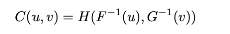 C(u, v) = H(F⁻¹(u), G⁻¹(v))